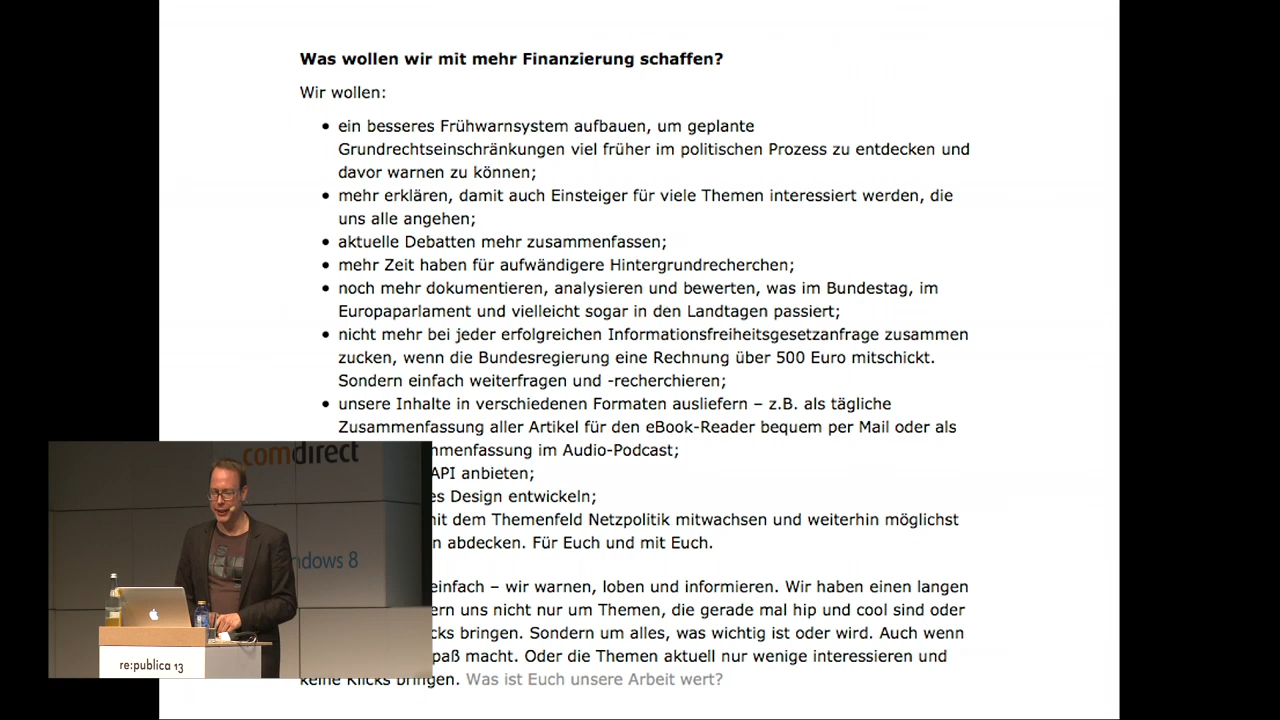 Was wollen wir mit mehr Finanzierung schaffen?
Wir wollen:
• ein besseres Frühwarnsystem aufbauen, um geplante
Grundrechtseinschränkungen viel früher im politischen Prozess zu entdecken und
davor warnen zu können;
• mehr erklären, damit auch Einsteiger für viele Themen interessiert werden, die
uns alle angehen;
• aktuelle Debatten mehr zusammenfassen;
• mehr Zeit haben für aufwändigere Hintergrundrecherchen;
• noch mehr dokumentieren, analysieren und bewerten, was im Bundestag, im
Europaparlament und vielleicht sogar in den Landtagen passiert;
• nicht mehr bei jeder erfolgreichen Informationsfreiheitsgesetzanfrage zusammen
zucken, wenn die Bundesregierung eine Rechnung über 500 Euro mitschickt.
Sondern einfach weiterfragen und -recherchieren;
• unsere Inhalte in verschiedenen Formaten ausliefern – z.B. als tägliche
Zusammenfassung aller Artikel für den eBook-Reader bequem per Mail oder als
mmenfassung im Audio-Podcast;
API anbieten;
es Design entwickeln;
it dem Themenfeld Netzpolitik mitwachsen und weiterhin möglichst
n abdecken. Für Euch und mit Euch.
einfach – wir warnen, loben und informieren. Wir haben einen langen
ern uns nicht nur um Themen, die gerade mal hip und cool sind oder
cks bringen. Sondern um alles, was wichtig ist oder wird. Auch wenn
paß macht. Oder die Themen aktuell nur wenige interessieren und
keine Klicks bringen. Was ist Euch unsere Arbeit wert?
comdirect
ndows 8
re:publica 13